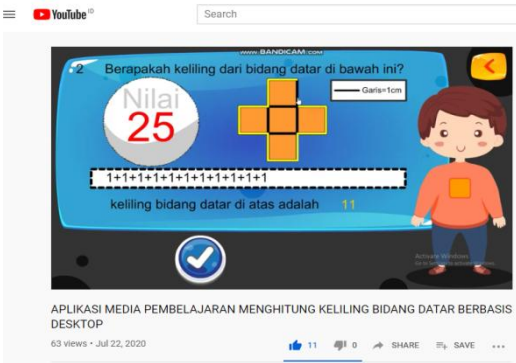 YouTube ID
Search
www.BANDICAM.com
2 Berapakah keliling dari bidang datar di bawah ini?
Nilai
25
Garis=1cm
1+1+1+1+1+1+1+1+1+1+1
keliling bidang datar di atas adalah 11
Activate Windows
APLIKASI MEDIA PEMBELAJARAN MENGHITUNG KELILING BIDANG DATAR BERBASIS
DESKTOP
63 views • Jul 22, 2020
11 0 SHARE SAVE